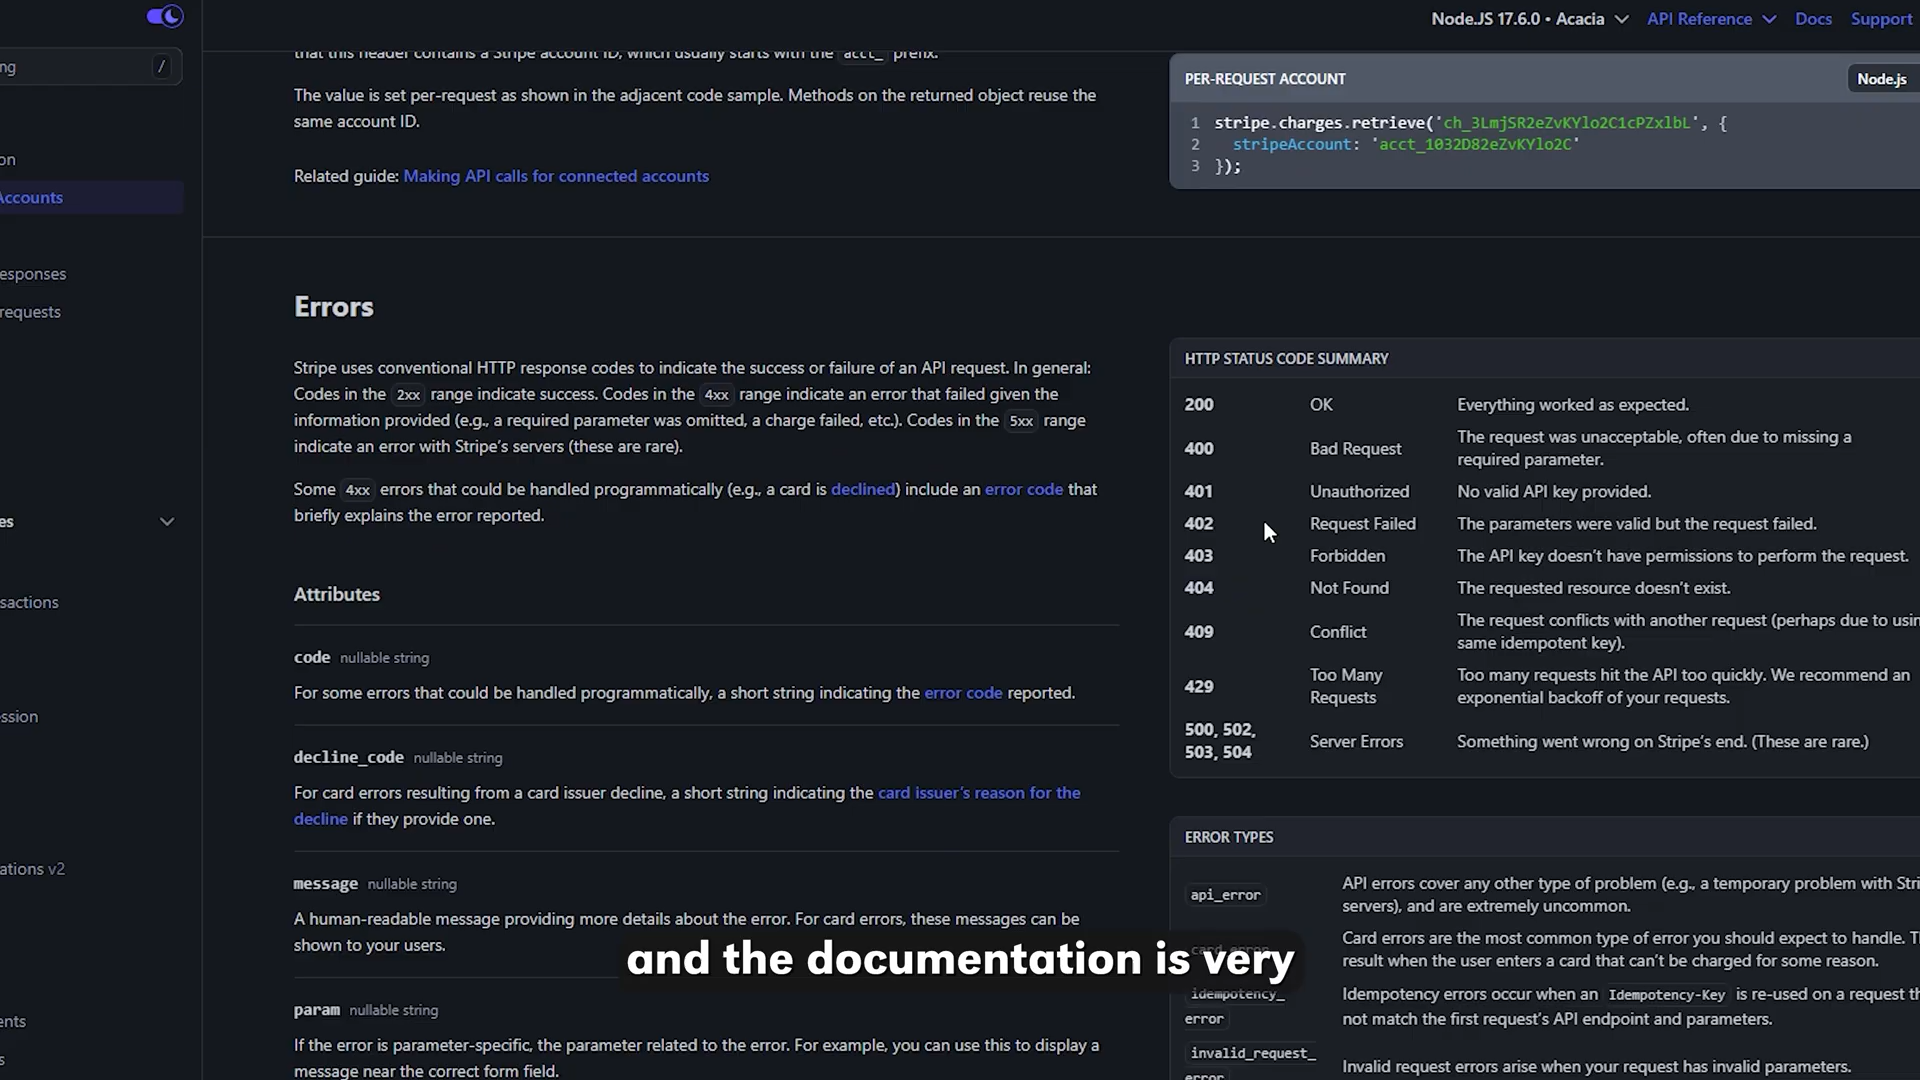 Node.JS 17.6.0 • Acacia
API Reference
Docs
Support
ng
/
on
Accounts
esponses
requests
es
sactions
ession
ations v2
ents
s
that this header contains a Stripe account ID, which usually starts with the acct_ prefix.
The value is set per-request as shown in the adjacent code sample. Methods on the returned object reuse the
same account ID.
Related guide: Making API calls for connected accounts
PER-REQUEST ACCOUNT
Node.js
1 stripe.charges.retrieve('ch_3LmjSR2eZvKYlo2C1cPZxlbL', {
2 stripeAccount: 'acct_1032D82eZvKYlo2C'
3 });
Errors
Stripe uses conventional HTTP response codes to indicate the success or failure of an API request. In general:
Codes in the 2xx range indicate success. Codes in the 4xx range indicate an error that failed given the
information provided (e.g., a required parameter was omitted, a charge failed, etc.). Codes in the 5xx range
indicate an error with Stripe's servers (these are rare).
Some 4xx errors that could be handled programmatically (e.g., a card is declined) include an error code that
briefly explains the error reported.
Attributes
code nullable string
For some errors that could be handled programmatically, a short string indicating the error code reported.
decline_code nullable string
For card errors resulting from a card issuer decline, a short string indicating the card issuer's reason for the
decline if they provide one.
message nullable string
A human-readable message providing more details about the error. For card errors, these messages can be
shown to your users.
param nullable string
If the error is parameter-specific, the parameter related to the error. For example, you can use this to display a
message near the correct form field.
HTTP STATUS CODE SUMMARY
200 OK Everything worked as expected.
400 Bad Request The request was unacceptable, often due to missing a
required parameter.
401 Unauthorized No valid API key provided.
402 Request Failed The parameters were valid but the request failed.
403 Forbidden The API key doesn't have permissions to perform the request.
404 Not Found The requested resource doesn't exist.
409 Conflict The request conflicts with another request (perhaps due to usin
same idempotent key).
429 Too Many Requests Too many requests hit the API too quickly. We recommend an
exponential backoff of your requests.
500, 502,
503, 504 Server Errors Something went wrong on Stripe's end. (These are rare.)
ERROR TYPES
api_error API errors cover any other type of problem (e.g., a temporary problem with Stri
servers), and are extremely uncommon.
card_error Card errors are the most common type of error you should expect to handle. T
result when the user enters a card that can't be charged for some reason.
idempotency_
error Idempotency errors occur when an Idempotency-Key is re-used on a request th
not match the first request's API endpoint and parameters.
invalid_request_
error Invalid request errors arise when your request has invalid parameters.
and the documentation is very